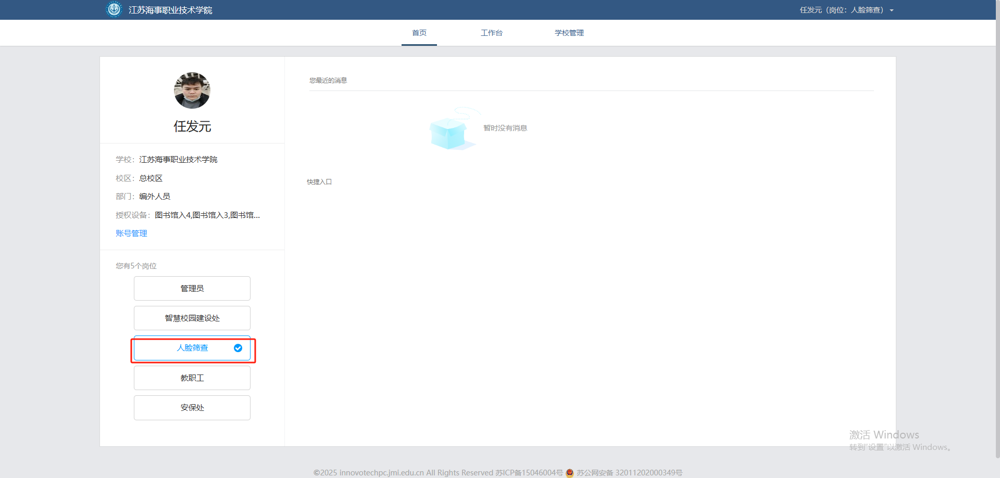 江苏海事职业技术学院
任发元（岗位：人脸筛查）
首页
工作台
学校管理
任发元
学校：江苏海事职业技术学院
校区：总校区
部门：编外人员
授权设备：图书馆入4,图书馆入3,图书馆...
账号管理
您有5个岗位
管理员
智慧校园建设处
人脸筛查
教职工
安保处
您最近的消息
暂时没有消息
快捷入口
激活 Windows
转到"设置"以激活 Windows。
©2025 innovotechpc.jmi.edu.cn All Rights Reserved 苏ICP备15046004号 苏公网安备 32011202000349号